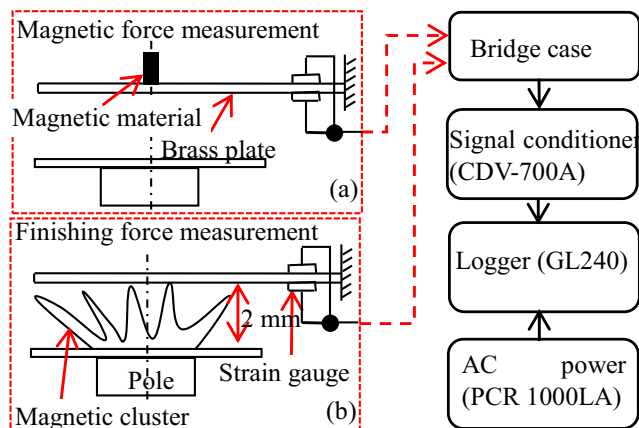 Magnetic force measurement
Magnetic material
Brass plate
(a)
Finishing force measurement
2 mm
Pole
Strain gauge
Magnetic cluster
(b)
Bridge case
Signal conditioner
(CDV-700A)
Logger (GL240)
AC power
(PCR 1000LA)